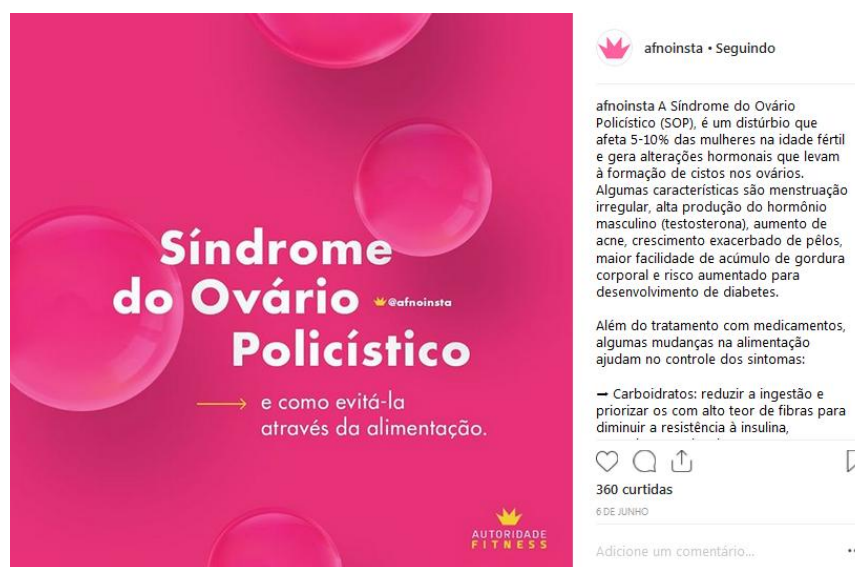 Síndrome
do Ovário
@afnoinsta
Policístico
e como evitá-la
através da alimentação.
AUTORIDADE
FITNESS
afnoinsta • Seguindo
afnoinsta A Síndrome do Ovário
Policístico (SOP), é um distúrbio que
afeta 5-10% das mulheres na idade fértil
e gera alterações hormonais que levam
à formação de cistos nos ovários.
Algumas características são menstruação
irregular, alta produção do hormônio
masculino (testosterona), aumento de
acne, crescimento exacerbado de pêlos,
maior facilidade de acúmulo de gordura
corporal e risco aumentado para
desenvolvimento de diabetes.
Além do tratamento com medicamentos,
algumas mudanças na alimentação
ajudam no controle dos sintomas:
➞ Carboidratos: reduzir a ingestão e
priorizar os com alto teor de fibras para
diminuir a resistência à insulina,
360 curtidas
6 DE JUNHO
Adicione um comentário...